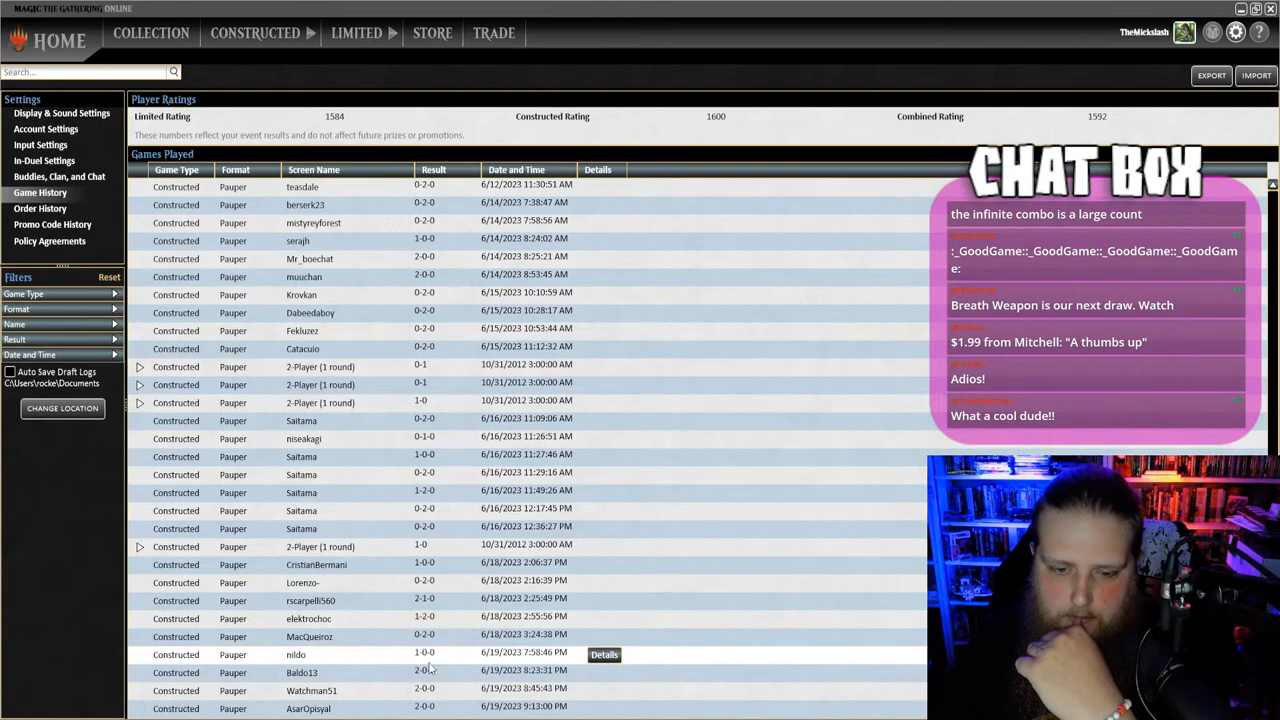 MAGIC THE GATHERING ONLINE
HOME COLLECTION CONSTRUCTED LIMITED STORE TRADE TheMickslash ?
Search...
EXPORT IMPORT
Settings
Display & Sound Settings
Account Settings
Input Settings
In-Duel Settings
Buddies, Clan, and Chat
Game History
Order History
Promo Code History
Policy Agreements
Filters Reset
Game Type
Format
Name
Result
Date and Time
Auto Save Draft Logs
C:\Users\rocke\Documents
CHANGE LOCATION
Player Ratings
Limited Rating 1584 Constructed Rating 1600 Combined Rating 1592
These numbers reflect your event results and do not affect future prizes or promotions.
Games Played
Game Type Format Screen Name Result Date and Time Details
Constructed Pauper teasdale 0-2-0 6/12/2023 11:30:51 AM
Constructed Pauper berserk23 0-2-0 6/14/2023 7:38:47 AM
Constructed Pauper mistyreyforest 0-2-0 6/14/2023 7:58:56 AM
Constructed Pauper serajh 1-0-0 6/14/2023 8:24:02 AM
Constructed Pauper Mr_boechat 2-0-0 6/14/2023 8:25:21 AM
Constructed Pauper muuchan 2-0-0 6/14/2023 8:53:45 AM
Constructed Pauper Krovkan 0-2-0 6/15/2023 10:10:59 AM
Constructed Pauper Dabeedaboy 0-2-0 6/15/2023 10:28:17 AM
Constructed Pauper Fekluzez 0-2-0 6/15/2023 10:53:44 AM
Constructed Pauper Catacuio 0-2-0 6/15/2023 11:12:32 AM
Constructed Pauper 2-Player (1 round) 0-1 10/31/2012 3:00:00 AM
Constructed Pauper 2-Player (1 round) 0-1 10/31/2012 3:00:00 AM
Constructed Pauper 2-Player (1 round) 1-0 10/31/2012 3:00:00 AM
Constructed Pauper Saitama 0-2-0 6/16/2023 11:09:06 AM
Constructed Pauper niseakagi 0-1-0 6/16/2023 11:26:51 AM
Constructed Pauper Saitama 1-0-0 6/16/2023 11:27:46 AM
Constructed Pauper Saitama 0-2-0 6/16/2023 11:29:16 AM
Constructed Pauper Saitama 1-2-0 6/16/2023 11:49:26 AM
Constructed Pauper Saitama 0-2-0 6/16/2023 12:17:45 PM
Constructed Pauper Saitama 0-2-0 6/16/2023 12:36:27 PM
Constructed Pauper 2-Player (1 round) 1-0 10/31/2012 3:00:00 AM
Constructed Pauper CristianBermani 1-0-0 6/18/2023 2:06:37 PM
Constructed Pauper Lorenzo- 0-2-0 6/18/2023 2:16:39 PM
Constructed Pauper rscarpelli560 2-1-0 6/18/2023 2:25:49 PM
Constructed Pauper elektrochoc 1-2-0 6/18/2023 2:55:56 PM
Constructed Pauper MacQueiroz 0-2-0 6/18/2023 3:24:38 PM
Constructed Pauper nildo 1-0-0 6/19/2023 7:58:46 PM Details
Constructed Pauper Baldo13 2-0-0 6/19/2023 8:23:31 PM
Constructed Pauper Watchman51 2-0-0 6/19/2023 8:45:43 PM
Constructed Pauper AsarOpisyal 2-0-0 6/19/2023 9:13:00 PM
CHAT BOX
the infinite combo is a large count
:_GoodGame::_GoodGame::_GoodGame::_GoodGam
e:
Breath Weapon is our next draw. Watch
$1.99 from Mitchell: "A thumbs up"
Adios!
What a cool dude!!